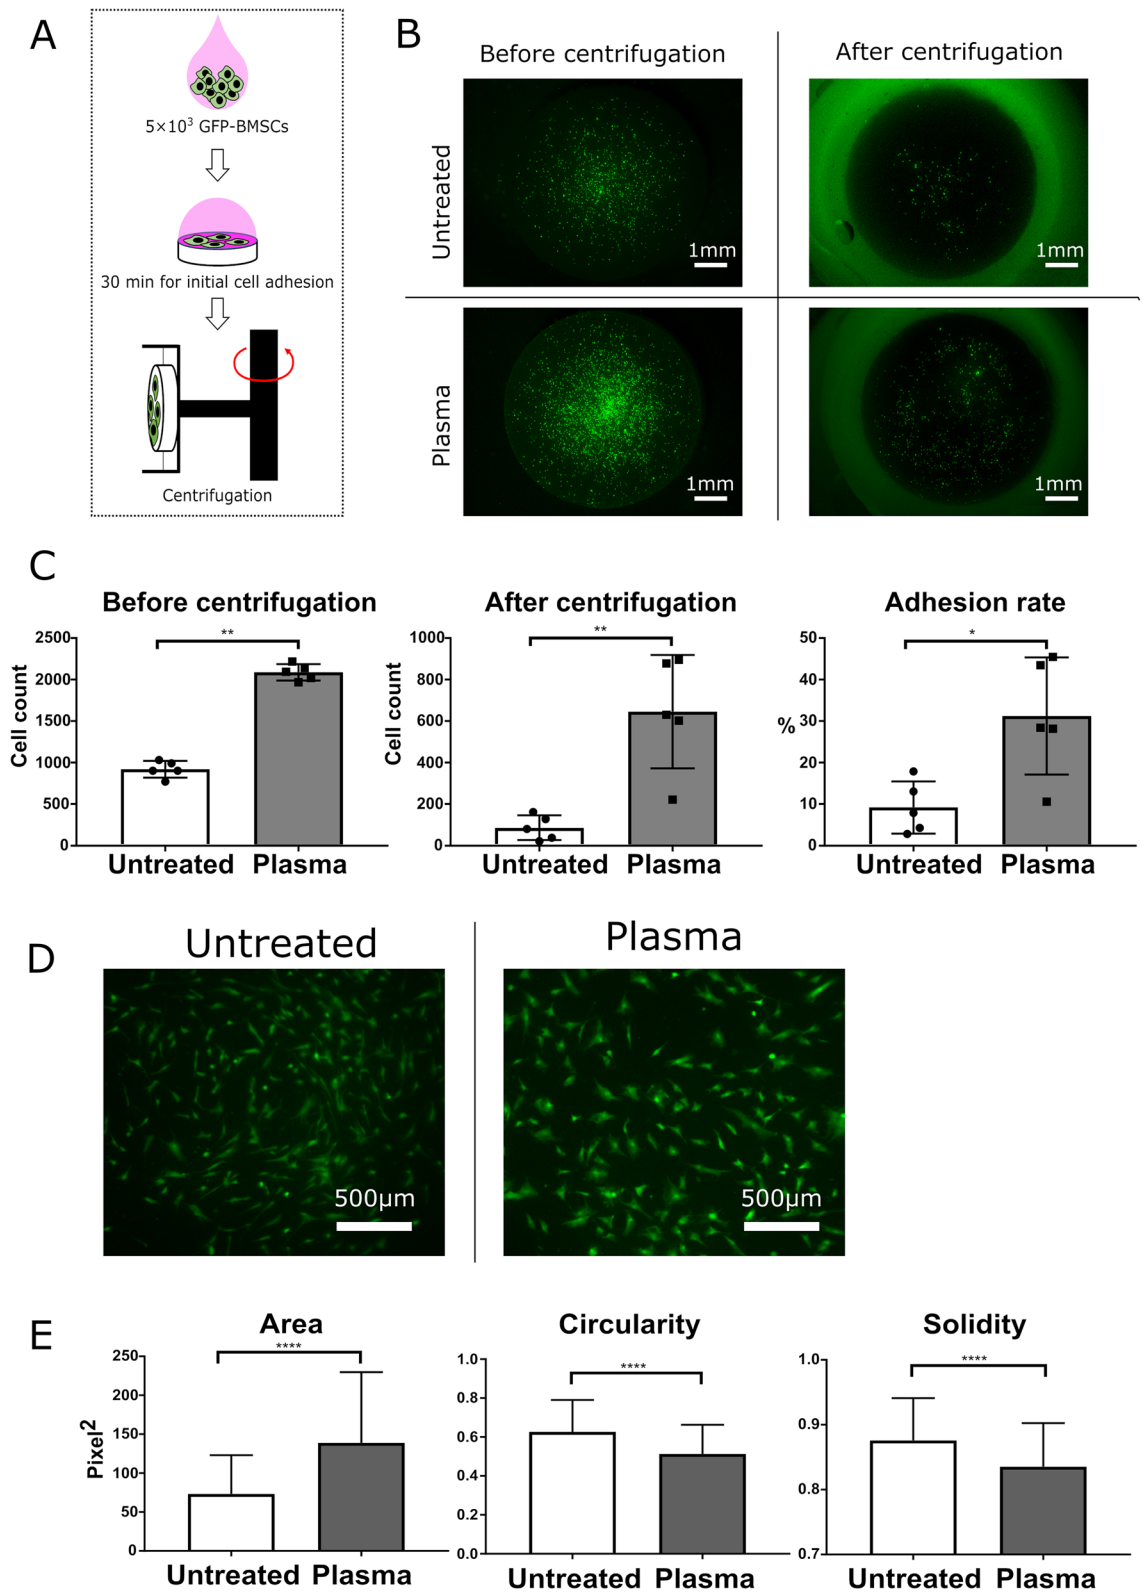 A
5×10³ GFP-BMSCs
30 min for initial cell adhesion
Centrifugation
B
Before centrifugation
After centrifugation
Untreated
1mm
1mm
Plasma
1mm
1mm
C
Before centrifugation
**
Cell count
2500
2000
1500
1000
500
0
Untreated Plasma
After centrifugation
**
Cell count
1000
800
600
400
200
0
Untreated Plasma
Adhesion rate
*
%
50
40
30
20
10
0
Untreated Plasma
D
Untreated
Plasma
500µm
500µm
E
Area
****
Pixel²
250
200
150
100
50
0
Untreated Plasma
Circularity
****
1.0
0.8
0.6
0.4
0.2
0.0
Untreated Plasma
Solidity
****
1.0
0.9
0.8
0.7
Untreated Plasma